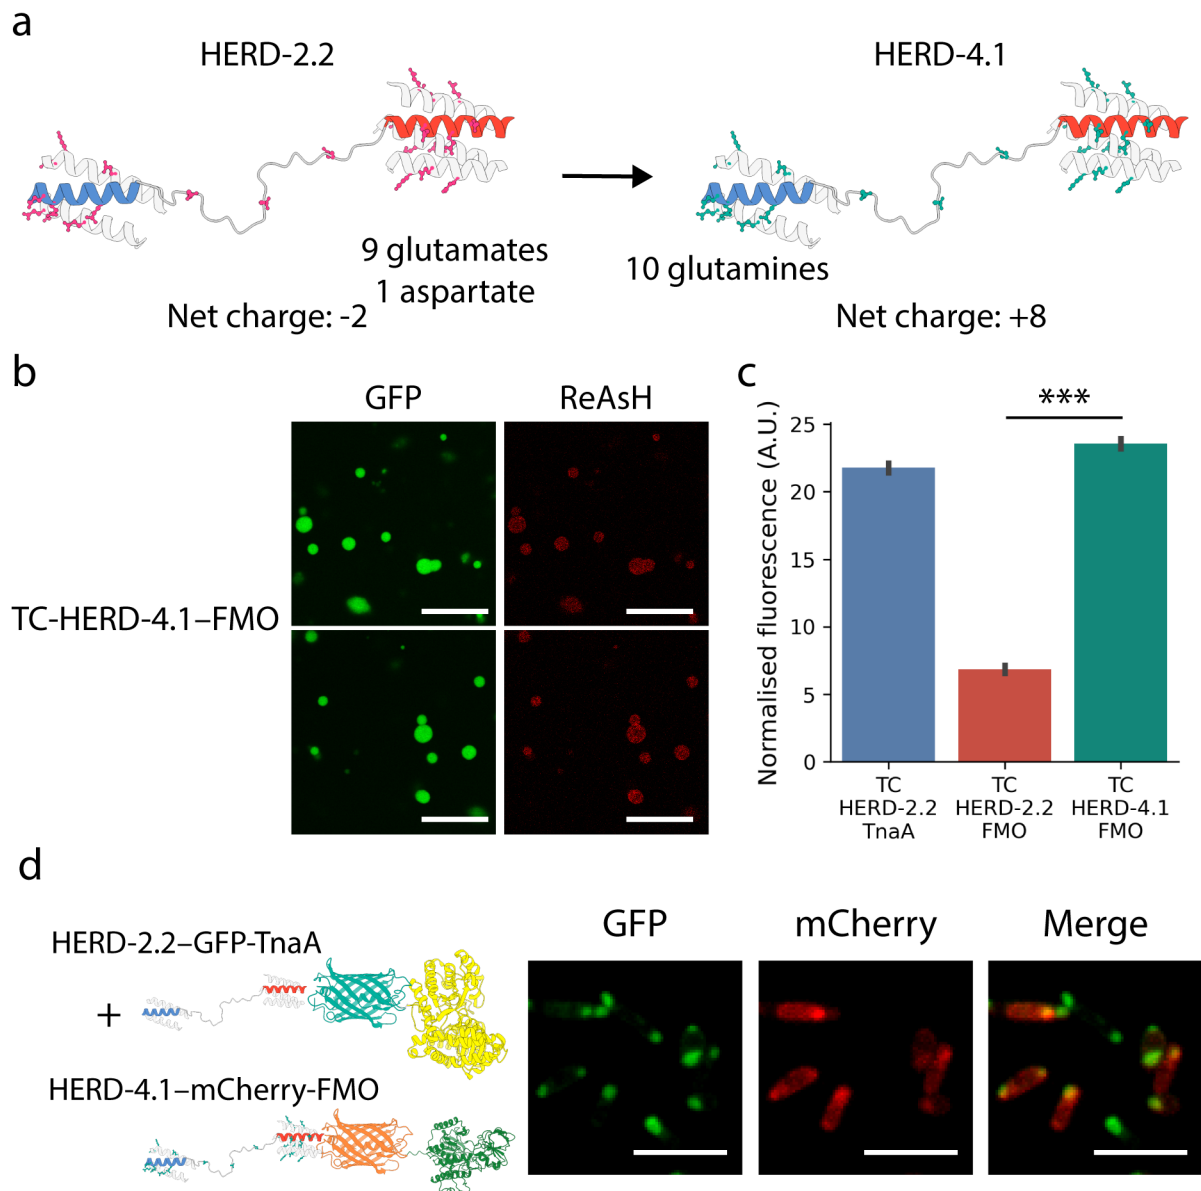 a
HERD-2.2
HERD-4.1
9 glutamates
1 aspartate
10 glutamines
Net charge: -2
Net charge: +8
b
GFP
ReAsH
TC-HERD-4.1–FMO
c
***
Normalised fluorescence (A.U.)
25
20
15
10
5
0
TC
HERD-2.2
TnaA
TC
HERD-2.2
FMO
TC
HERD-4.1
FMO
d
HERD-2.2–GFP-TnaA
+
HERD-4.1–mCherry-FMO
GFP
mCherry
Merge